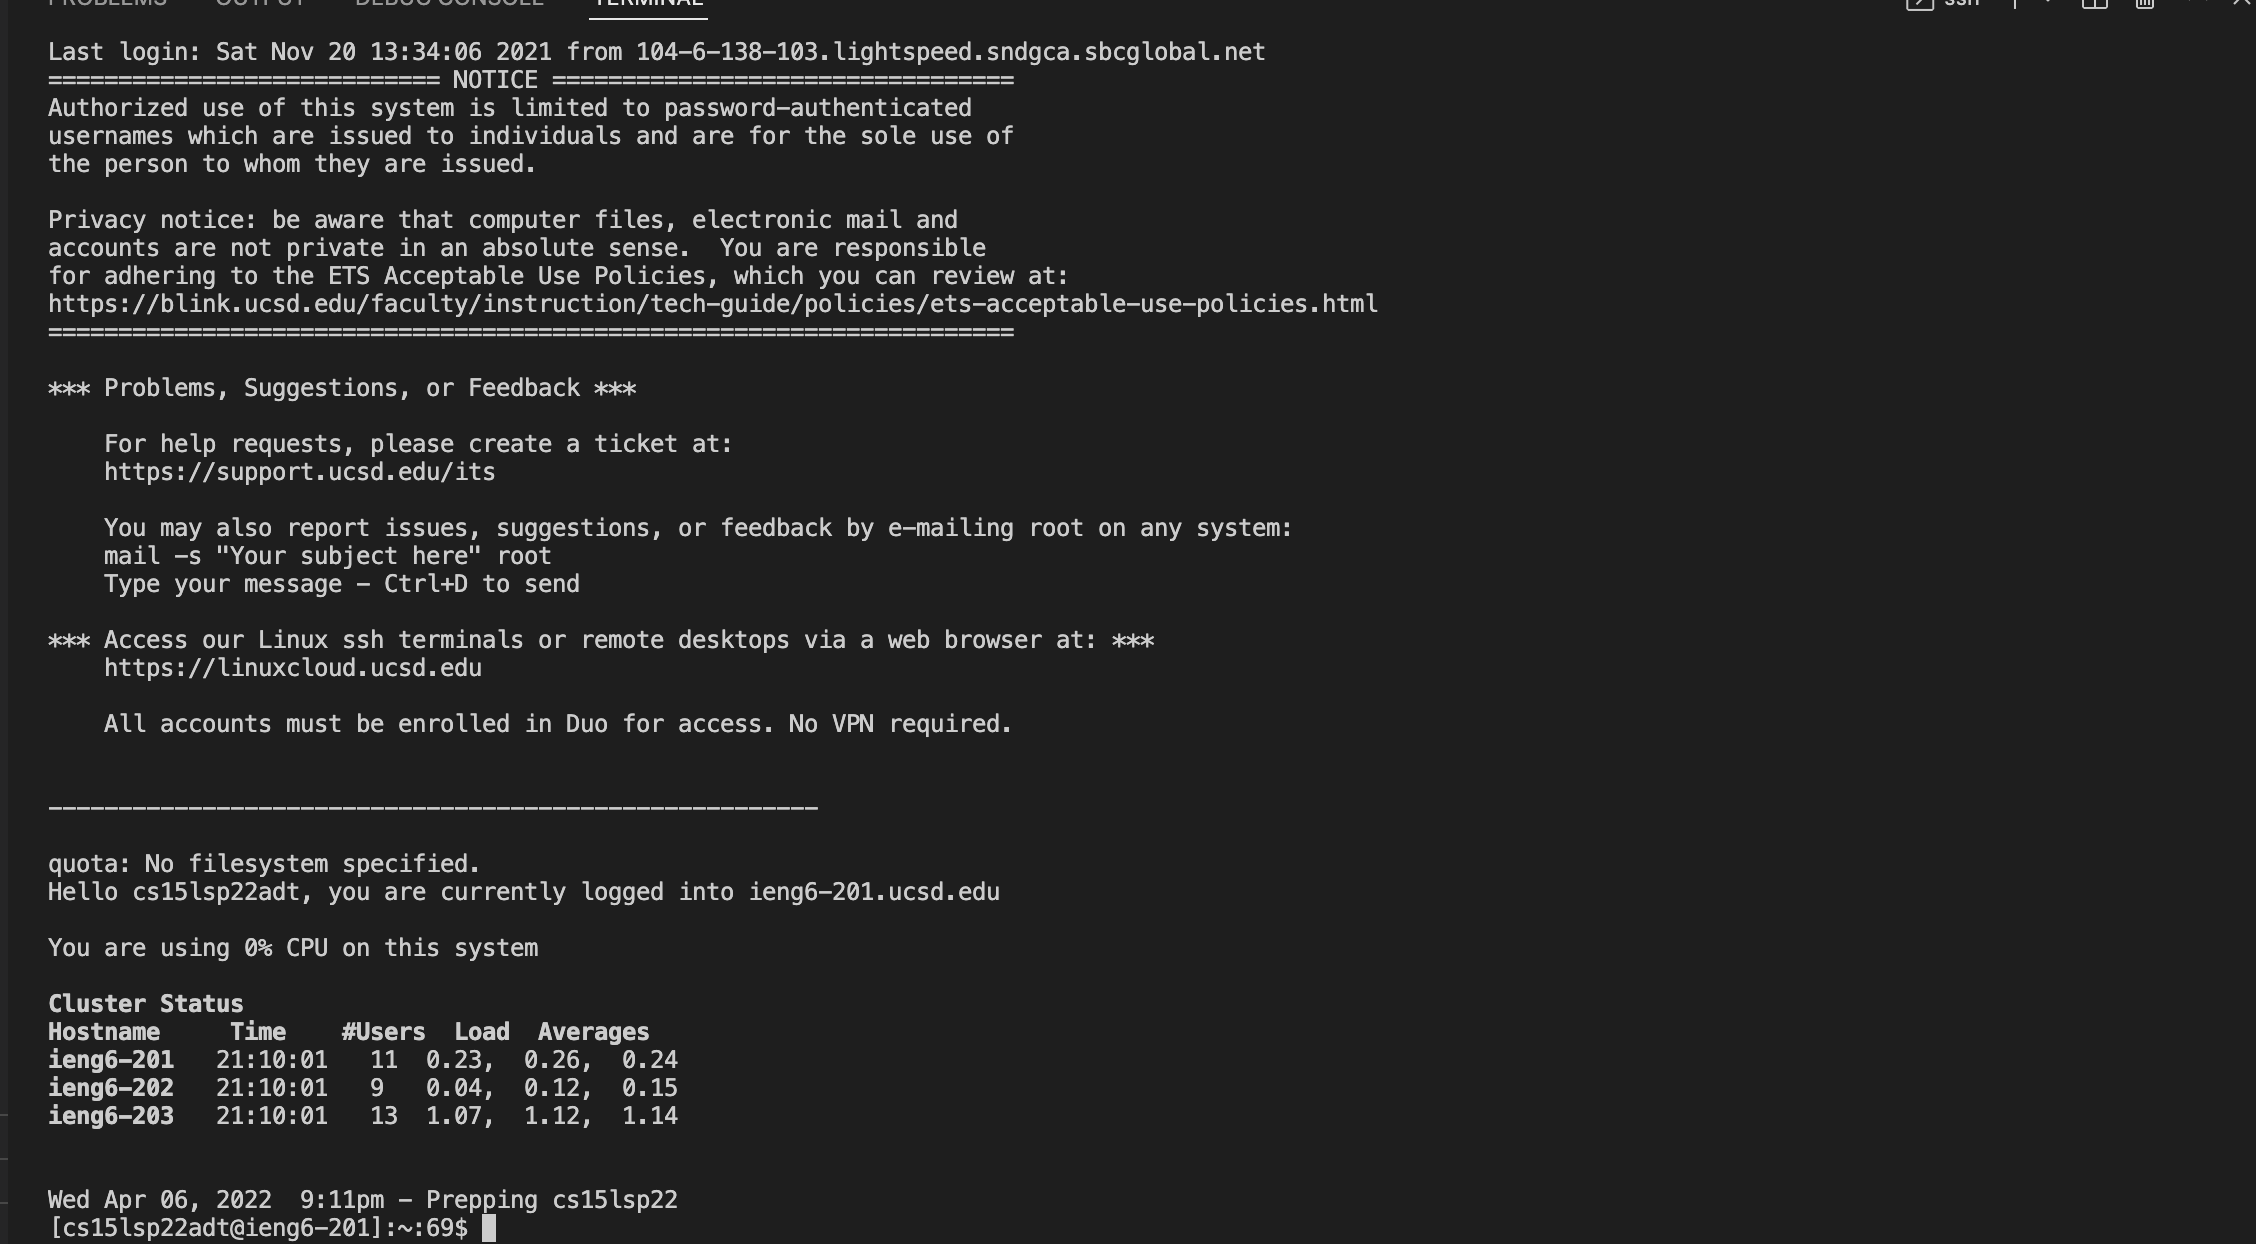 PROBLEMS OUTPUT DEBUG CONSOLE TERMINAL ssh
Last login: Sat Nov 20 13:34:06 2021 from 104-6-138-103.lightspeed.sndgca.sbcglobal.net
============================ NOTICE =================================
Authorized use of this system is limited to password-authenticated
usernames which are issued to individuals and are for the sole use of
the person to whom they are issued.

Privacy notice: be aware that computer files, electronic mail and
accounts are not private in an absolute sense.  You are responsible
for adhering to the ETS Acceptable Use Policies, which you can review at:
https://blink.ucsd.edu/faculty/instruction/tech-guide/policies/ets-acceptable-use-policies.html
=====================================================================

*** Problems, Suggestions, or Feedback ***

    For help requests, please create a ticket at:
    https://support.ucsd.edu/its

    You may also report issues, suggestions, or feedback by e-mailing root on any system:
    mail -s "Your subject here" root
    Type your message - Ctrl+D to send

*** Access our Linux ssh terminals or remote desktops via a web browser at: ***
    https://linuxcloud.ucsd.edu

    All accounts must be enrolled in Duo for access. No VPN required.

-------------------------------------------------------

quota: No filesystem specified.
Hello cs15lsp22adt, you are currently logged into ieng6-201.ucsd.edu

You are using 0% CPU on this system

Cluster Status
Hostname     Time    #Users  Load  Averages
ieng6-201   21:10:01   11  0.23,  0.26,  0.24
ieng6-202   21:10:01   9   0.04,  0.12,  0.15
ieng6-203   21:10:01   13  1.07,  1.12,  1.14

Wed Apr 06, 2022  9:11pm - Prepping cs15lsp22
[cs15lsp22adt@ieng6-201]:~:69$